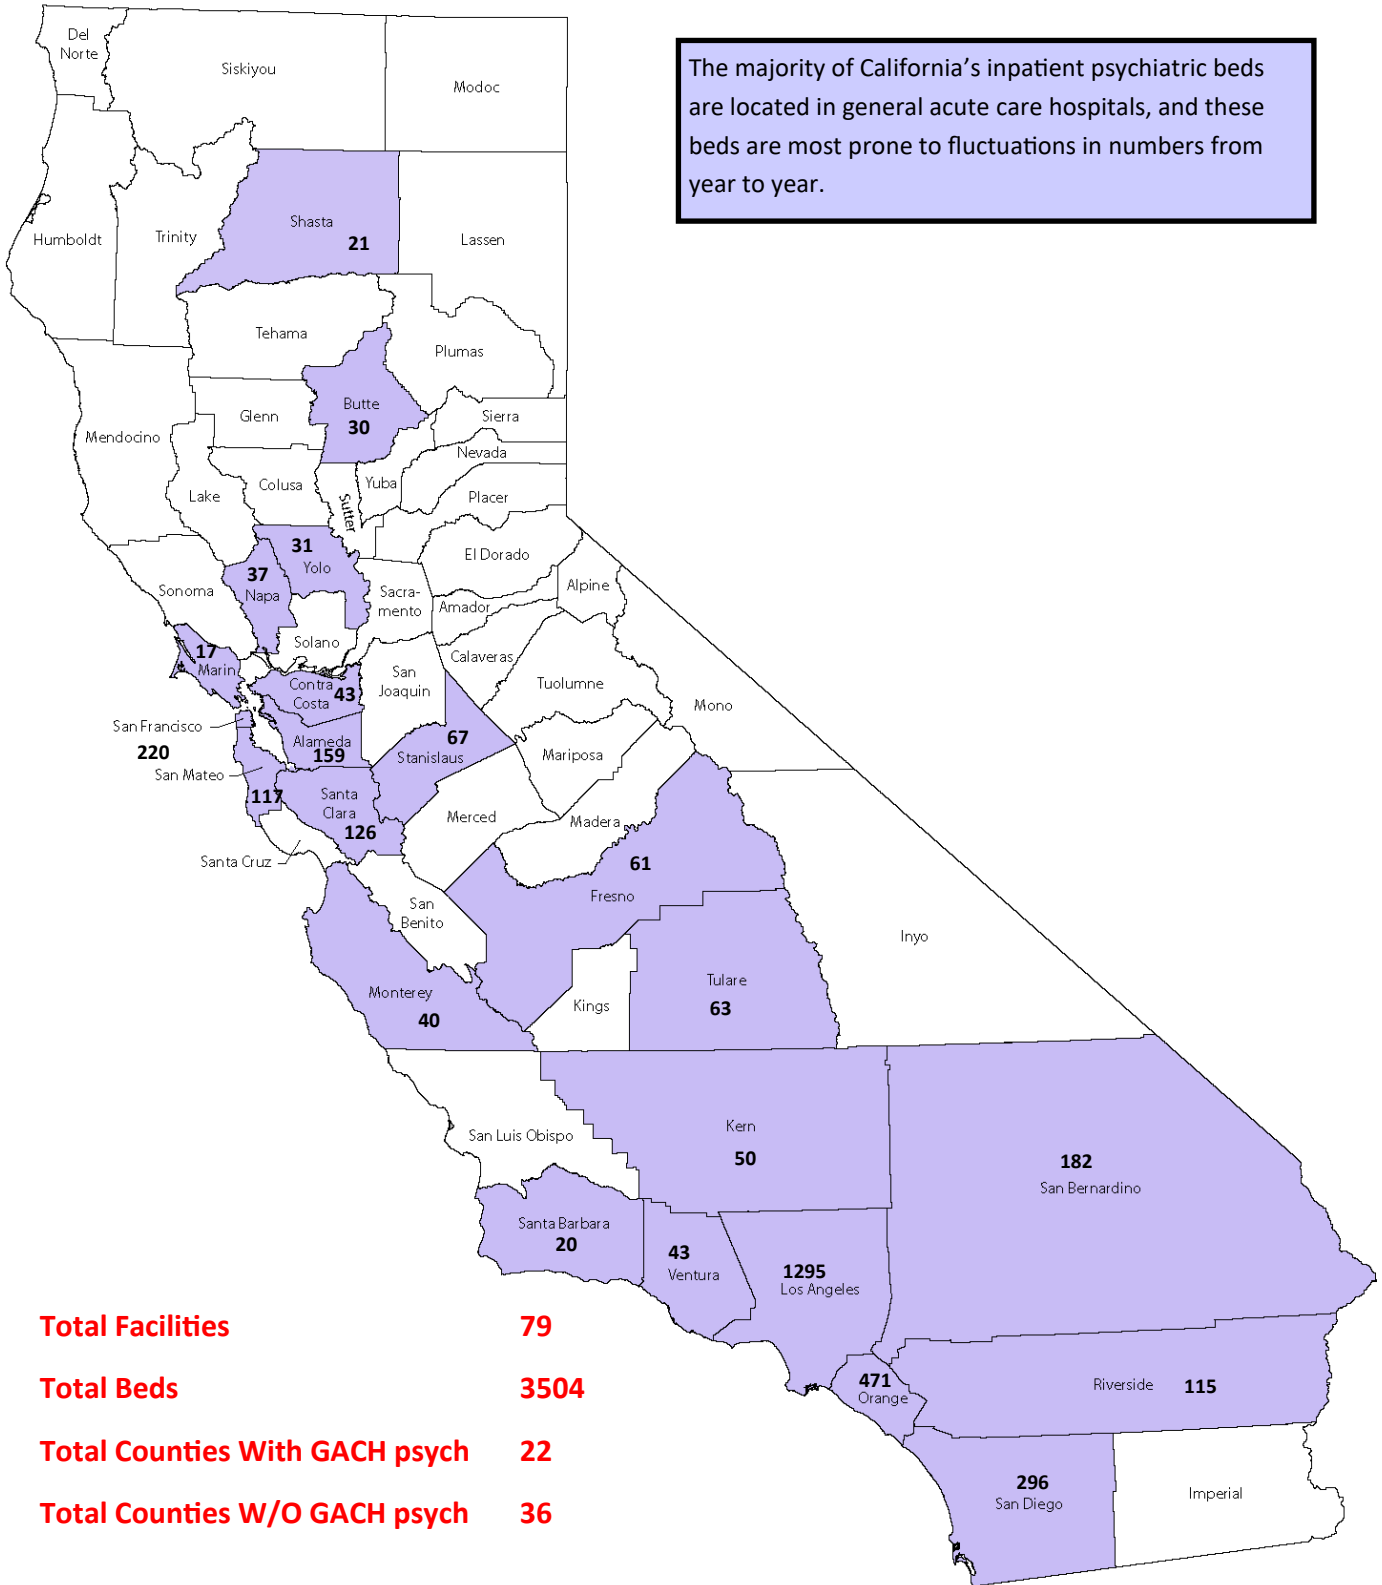 Del
Norte
Siskiyou
Modoc
The majority of California's inpatient psychiatric beds
are located in general acute care hospitals, and these
beds are most prone to fluctuations in numbers from
year to year.
Humboldt
Trinity
Shasta
21
Lassen
Tehama
Plumas
Butte
30
Glenn
Sierra
Mendocino
Nevada
Lake
Colusa
Sutter
Yuba
Placer
31
Yolo
El Dorado
37
Napa
Sonoma
Sacra-
mento
Alpine
Amador
Solano
17
Marin
Calaveras
San
Joaquin
Contra
Costa
43
Tuolumne
Mono
San Francisco
220
Alameda
159
67
Stanislaus
Mariposa
San Mateo
117
Santa
Clara
126
Merced
Madera
Santa Cruz
61
Fresno
San
Benito
Inyo
Monterey
40
Kings
Tulare
63
San Luis Obispo
Kern
50
182
San Bernardino
Santa Barbara
20
43
Ventura
1295
Los Angeles
Total Facilities 79
Total Beds 3504
471
Orange
Riverside 115
Total Counties With GACH psych 22
296
San Diego
Imperial
Total Counties W/O GACH psych 36